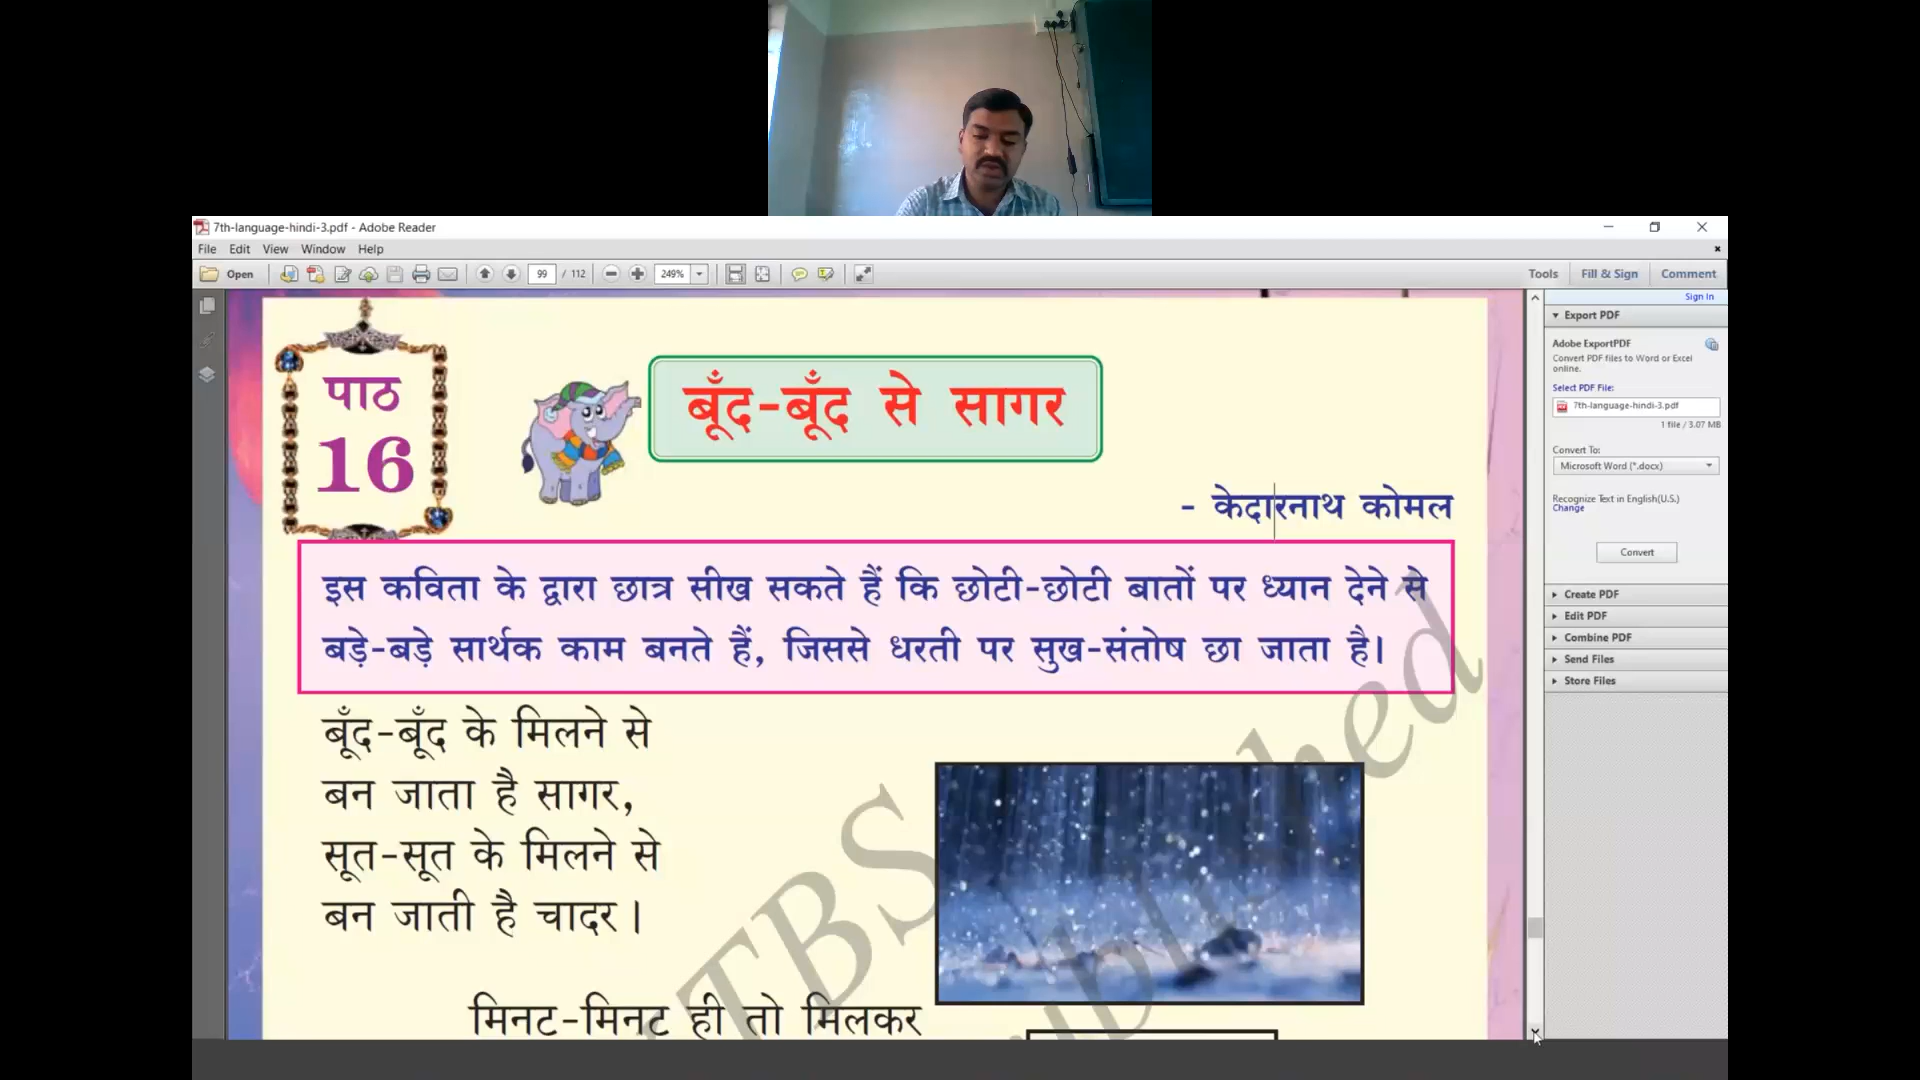 7th-language-hindi-3.pdf - Adobe Reader
File Edit View Window Help
Open 99 / 112 249% Tools Fill & Sign Comment
Sign In
Export PDF
Adobe ExportPDF
Convert PDF files to Word or Excel
online.
Select PDF File:
7th-language-hindi-3.pdf
1 file / 3.07 MB
Convert To:
Microsoft Word (*.docx)
Recognize Text in English(U.S.)
Change
Convert
Create PDF
Edit PDF
Combine PDF
Send Files
Store Files
पाठ
16
बूँद-बूँद से सागर
- केदारनाथ कोमल
इस कविता के द्वारा छात्र सीख सकते हैं कि छोटी-छोटी बातों पर ध्यान देने से
बड़े-बड़े सार्थक काम बनते हैं, जिससे धरती पर सुख-संतोष छा जाता है।
बूँद-बूँद के मिलने से
बन जाता है सागर,
सूत-सूत के मिलने से
बन जाती है चादर।
मिनट-मिनट ही तो मिलकर